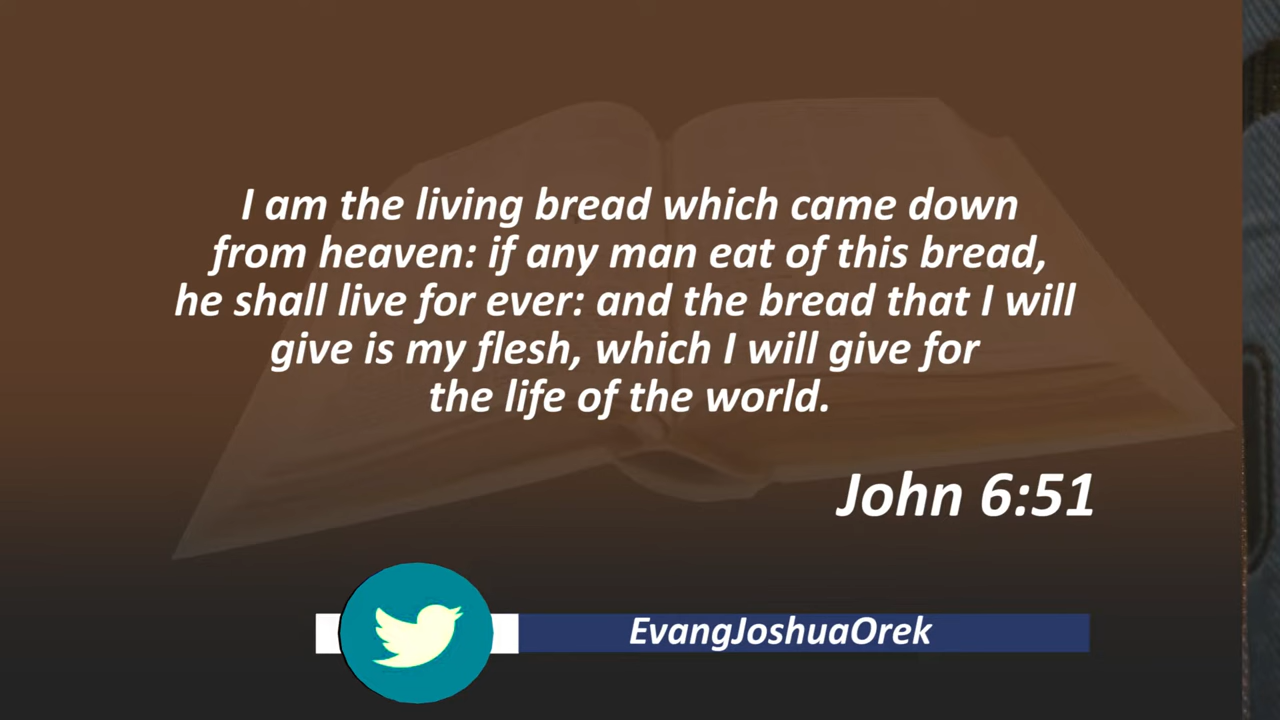 I am the living bread which came down
from heaven: if any man eat of this bread,
he shall live for ever: and the bread that I will
give is my flesh, which I will give for
the life of the world.
John 6:51
EvangJoshuaOrek